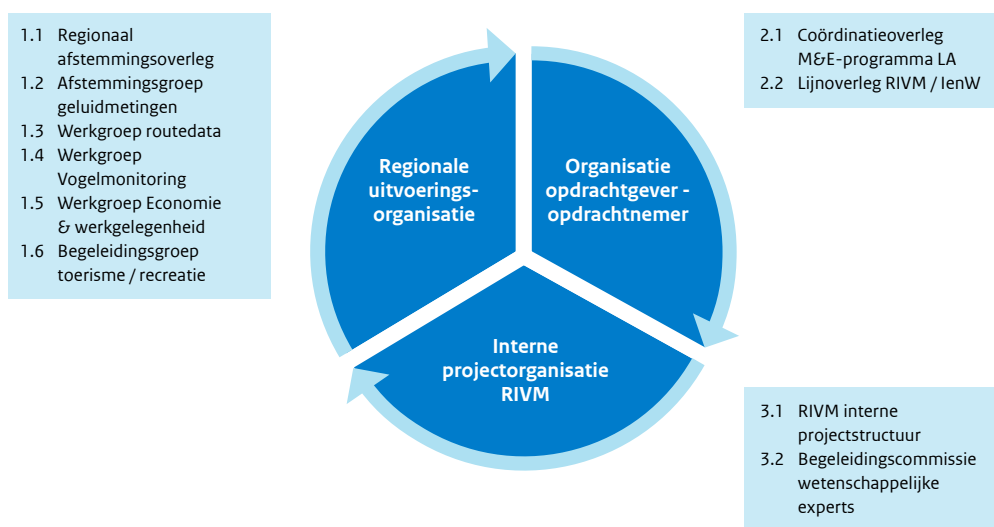 1.1 Regionaal
afstemmingsoverleg
1.2 Afstemmingsgroep
geluidmetingen
1.3 Werkgroep routedata
1.4 Werkgroep
Vogelmonitoring
1.5 Werkgroep Economie
& werkgelegenheid
1.6 Begeleidingsgroep
toerisme / recreatie
Regionale
uitvoerings-
organisatie
Organisatie
opdrachtgever -
opdrachtnemer
Interne
projectorganisatie
RIVM
2.1 Coördinatieoverleg
M&E-programma LA
2.2 Lijnoverleg RIVM / IenW
3.1 RIVM interne
projectstructuur
3.2 Begeleidingscommissie
wetenschappelijke
experts